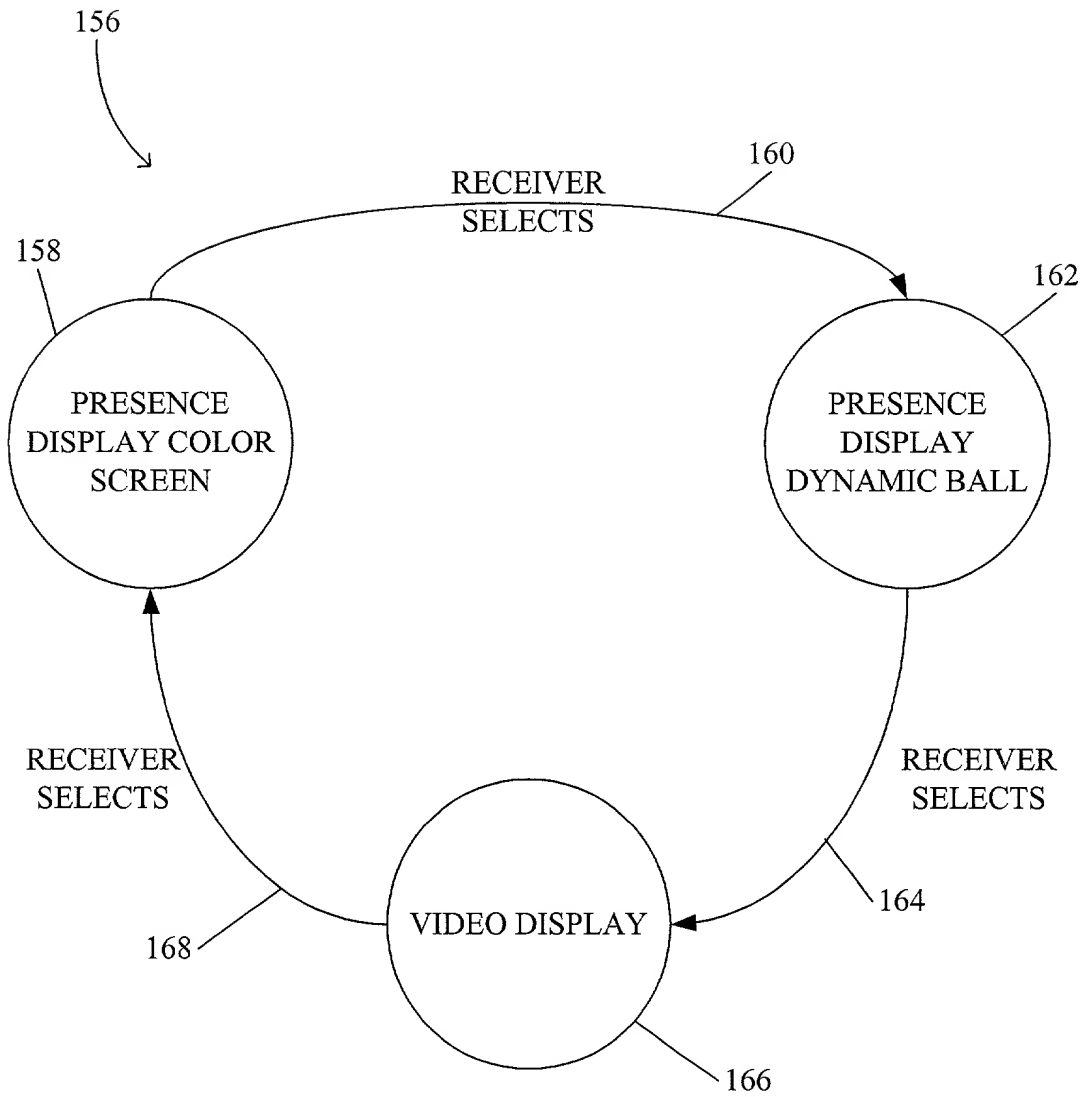 156
RECEIVER
SELECTS
160
158
162
PRESENCE
DISPLAY COLOR
SCREEN
PRESENCE
DISPLAY
DYNAMIC BALL
RECEIVER
SELECTS
RECEIVER
SELECTS
164
VIDEO DISPLAY
168
166